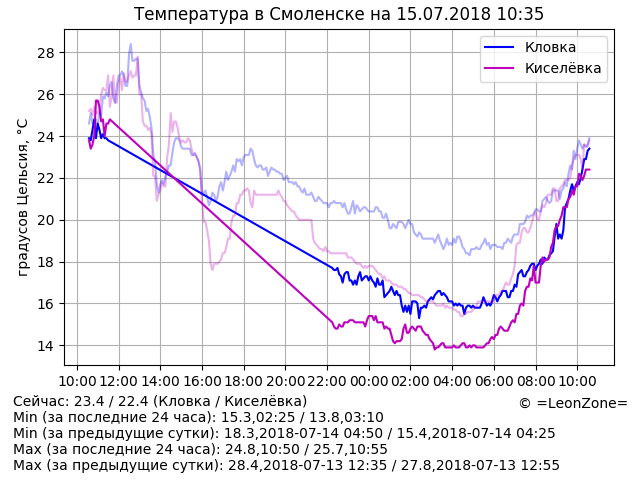 Температура в Смоленске на 15.07.2018 10:35
Кловка
Киселёвка
градусов Цельсия, °C
28
26
24
22
20
18
16
14
10:00 12:00 14:00 16:00 18:00 20:00 22:00 00:00 02:00 04:00 06:00 08:00 10:00
Сейчас: 23.4 / 22.4 (Кловка / Киселёвка)
© =LeonZone=
Min (за последние 24 часа): 15.3,02:25 / 13.8,03:10
Min (за предыдущие сутки): 18.3,2018-07-14 04:50 / 15.4,2018-07-14 04:25
Max (за последние 24 часа): 24.8,10:50 / 25.7,10:55
Max (за предыдущие сутки): 28.4,2018-07-13 12:35 / 27.8,2018-07-13 12:55